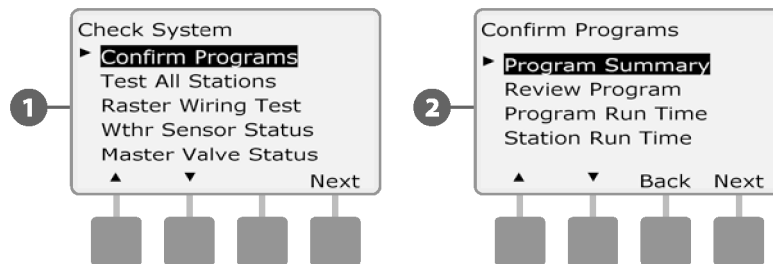 1
Check System
► Confirm Programs
Test All Stations
Raster Wiring Test
Wthr Sensor Status
Master Valve Status
▲ ▼ Next
2
Confirm Programs
► Program Summary
Review Program
Program Run Time
Station Run Time
▲ ▼ Back Next